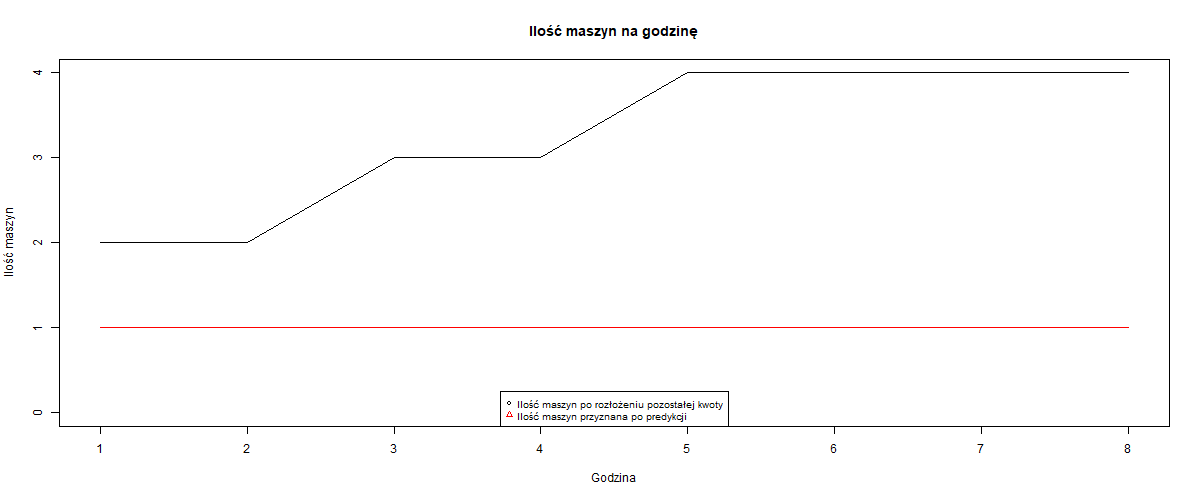 Ilość maszyn na godzinę
Ilość maszyn
4
3
2
1
0
Ilość maszyn po rozłożeniu pozostałej kwoty
Ilość maszyn przyznana po predykcji
1 2 3 4 5 6 7 8
Godzina